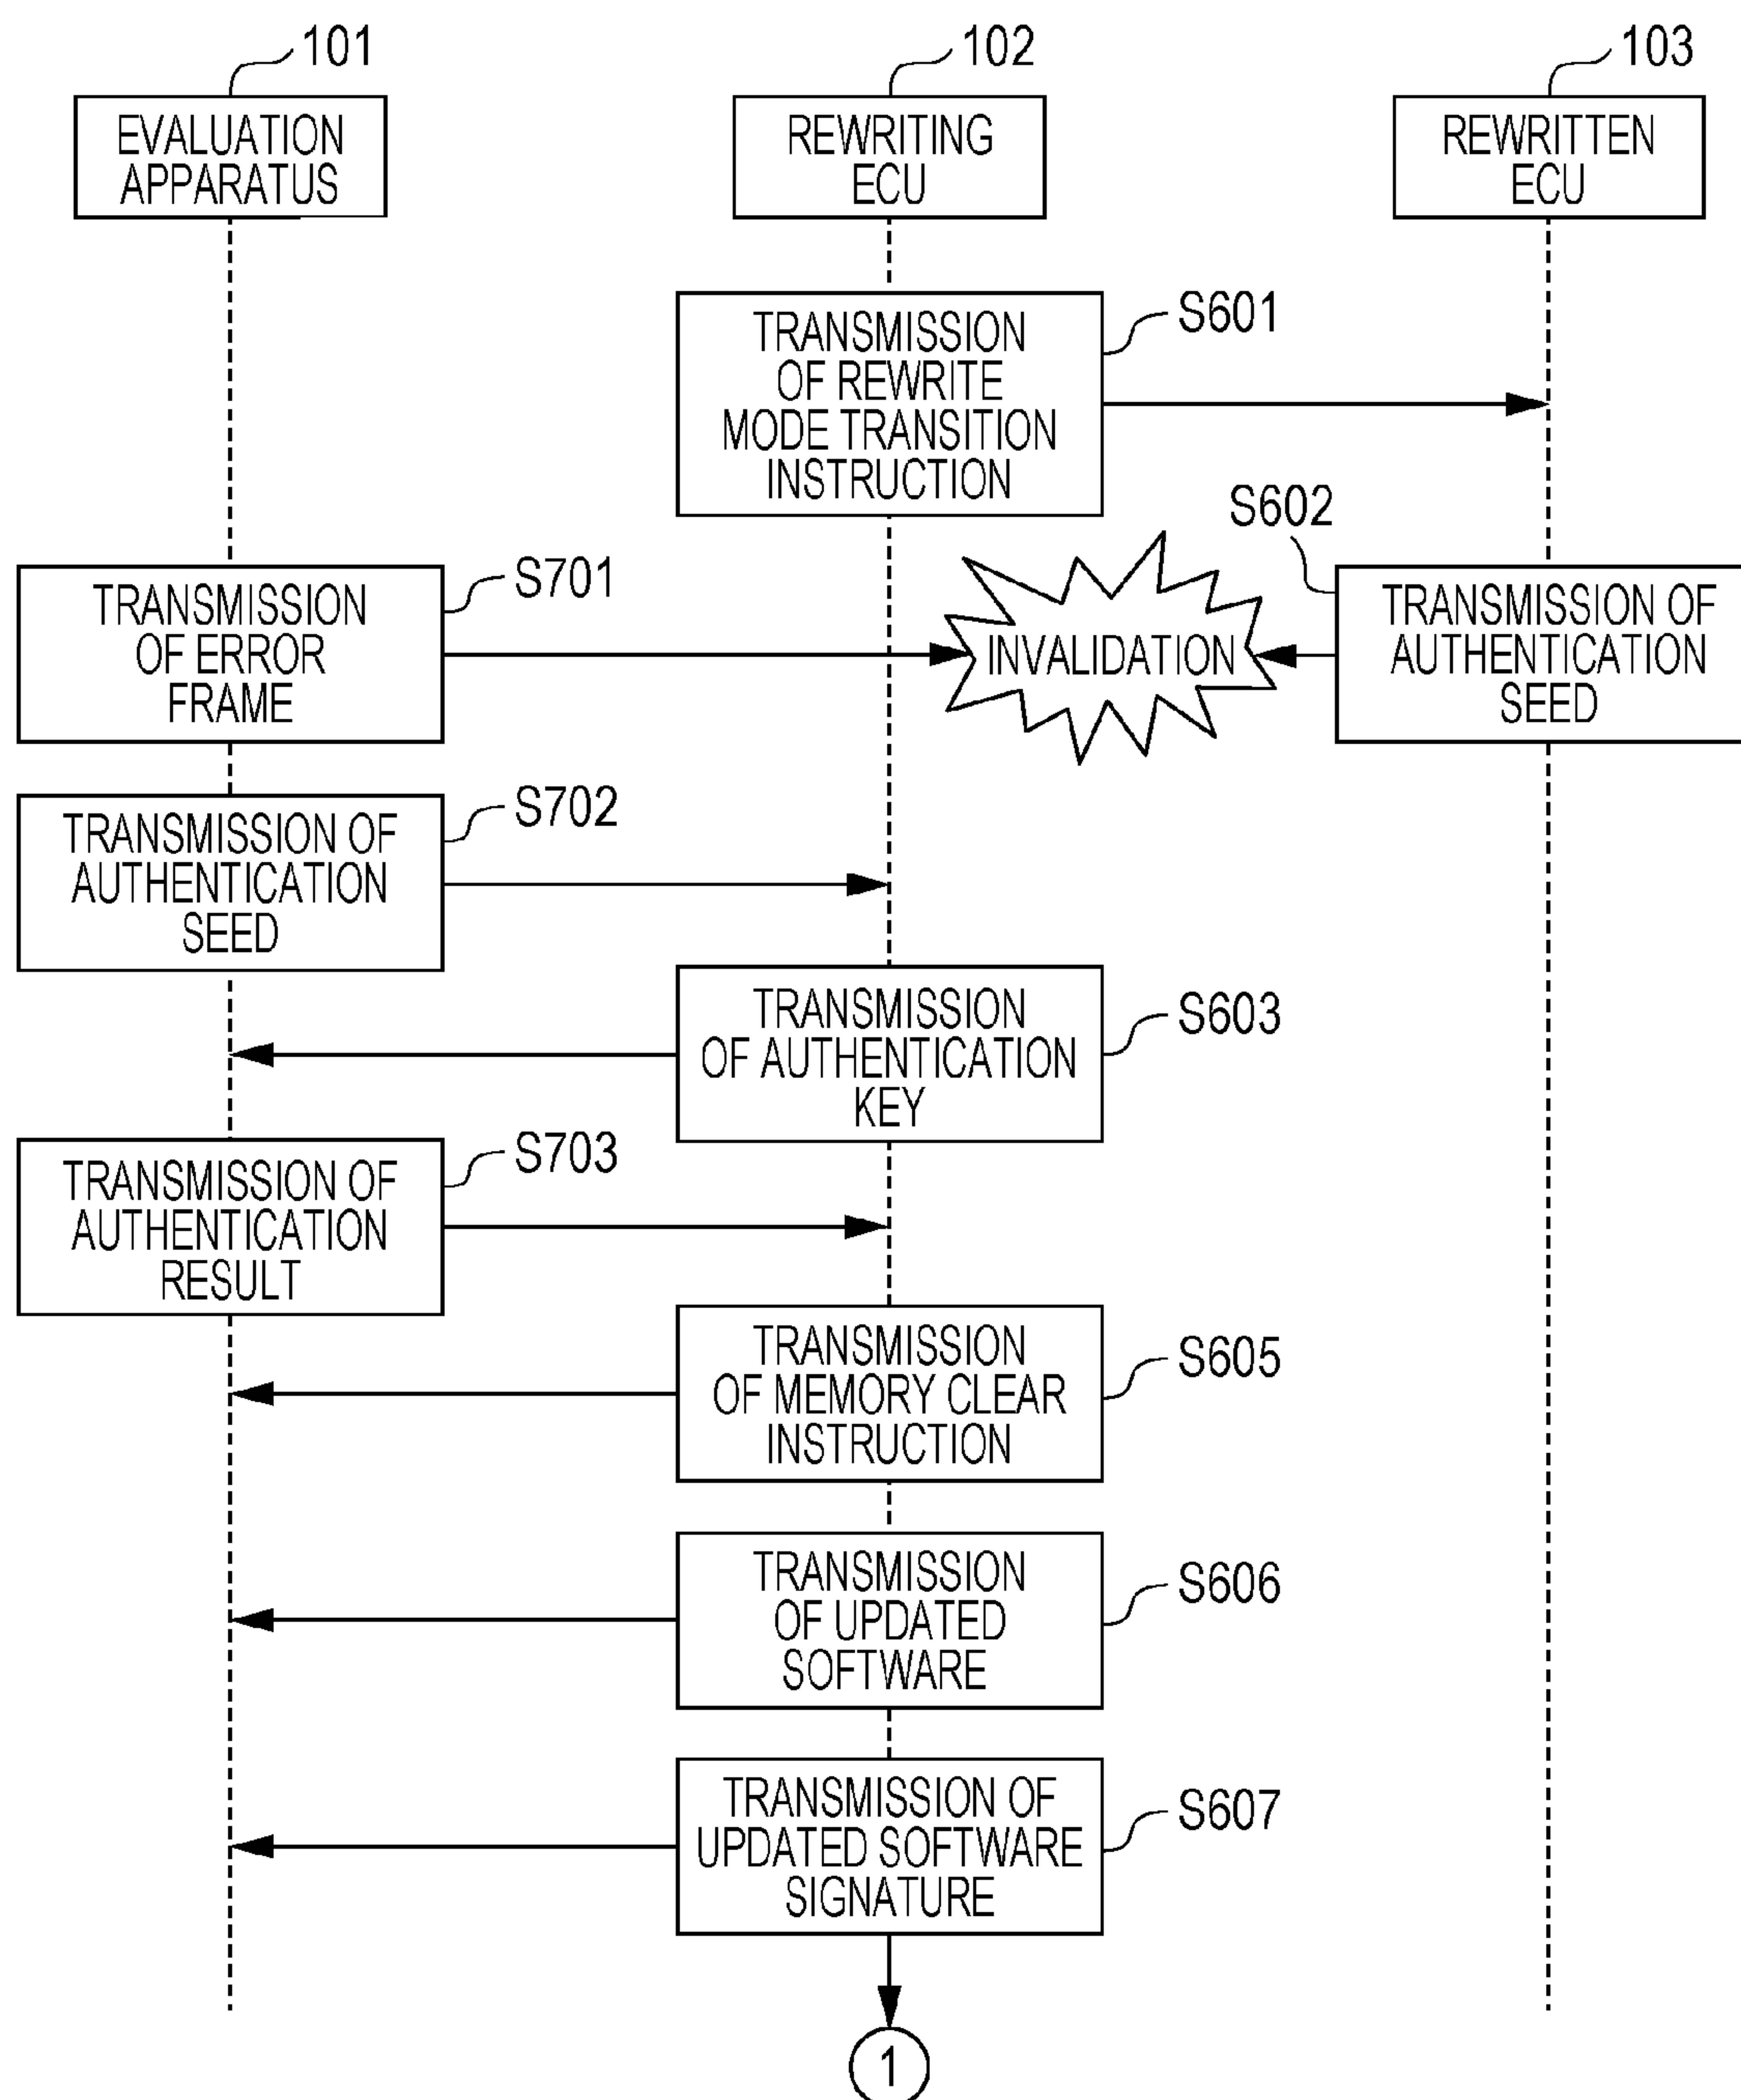 101
102
103
EVALUATION
APPARATUS
REWRITING
ECU
REWRITTEN
ECU
TRANSMISSION
OF REWRITE
MODE TRANSITION
INSTRUCTION
S601
S602
TRANSMISSION
OF ERROR
FRAME
S701
INVALIDATION
TRANSMISSION OF
AUTHENTICATION
SEED
TRANSMISSION OF
AUTHENTICATION
SEED
S702
TRANSMISSION
OF AUTHENTICATION
KEY
S603
TRANSMISSION OF
AUTHENTICATION
RESULT
S703
TRANSMISSION
OF MEMORY CLEAR
INSTRUCTION
S605
TRANSMISSION
OF UPDATED
SOFTWARE
S606
TRANSMISSION OF
UPDATED SOFTWARE
SIGNATURE
S607
1